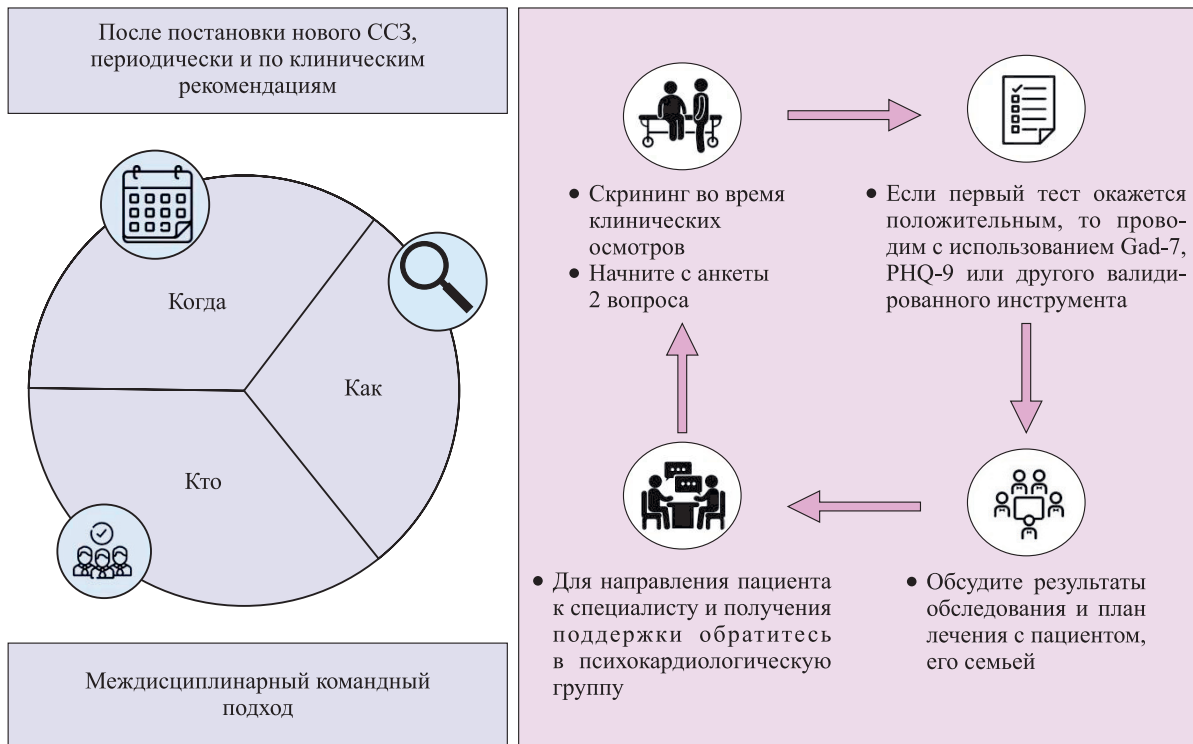 После постановки нового ССЗ,
периодически и по клиническим
рекомендациям
Когда
Как
Кто
Междисциплинарный командный
подход
• Скрининг во время
клинических
осмотров
• Начните с анкеты
2 вопроса
• Если первый тест окажется
положительным, то прово-
дим с использованием Gad-7,
PHQ-9 или другого валиди-
рованного инструмента
• Для направления пациента
к специалисту и получения
поддержки обратитесь
в психокардиологическую
группу
• Обсудите результаты
обследования и план
лечения с пациентом,
его семьей